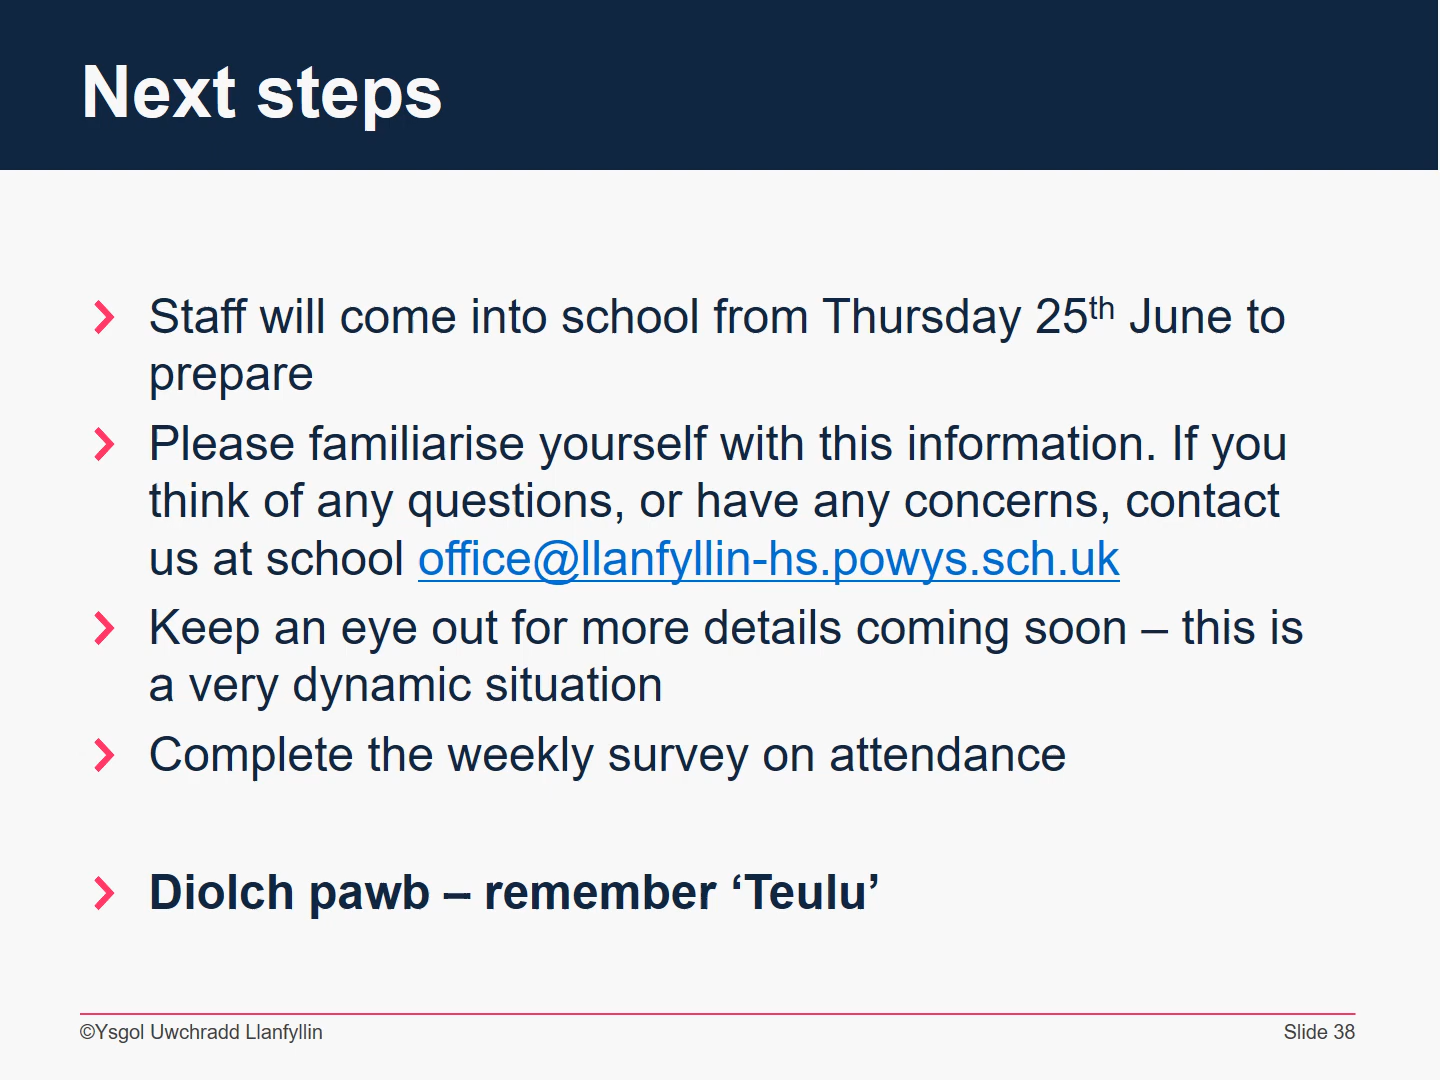 Next steps
Staff will come into school from Thursday 25th June to
prepare
Please familiarise yourself with this information. If you
think of any questions, or have any concerns, contact
us at school office@llanfyllin-hs.powys.sch.uk
Keep an eye out for more details coming soon – this is
a very dynamic situation
Complete the weekly survey on attendance
Diolch pawb – remember ‘Teulu’
©Ysgol Uwchradd Llanfyllin
Slide 38